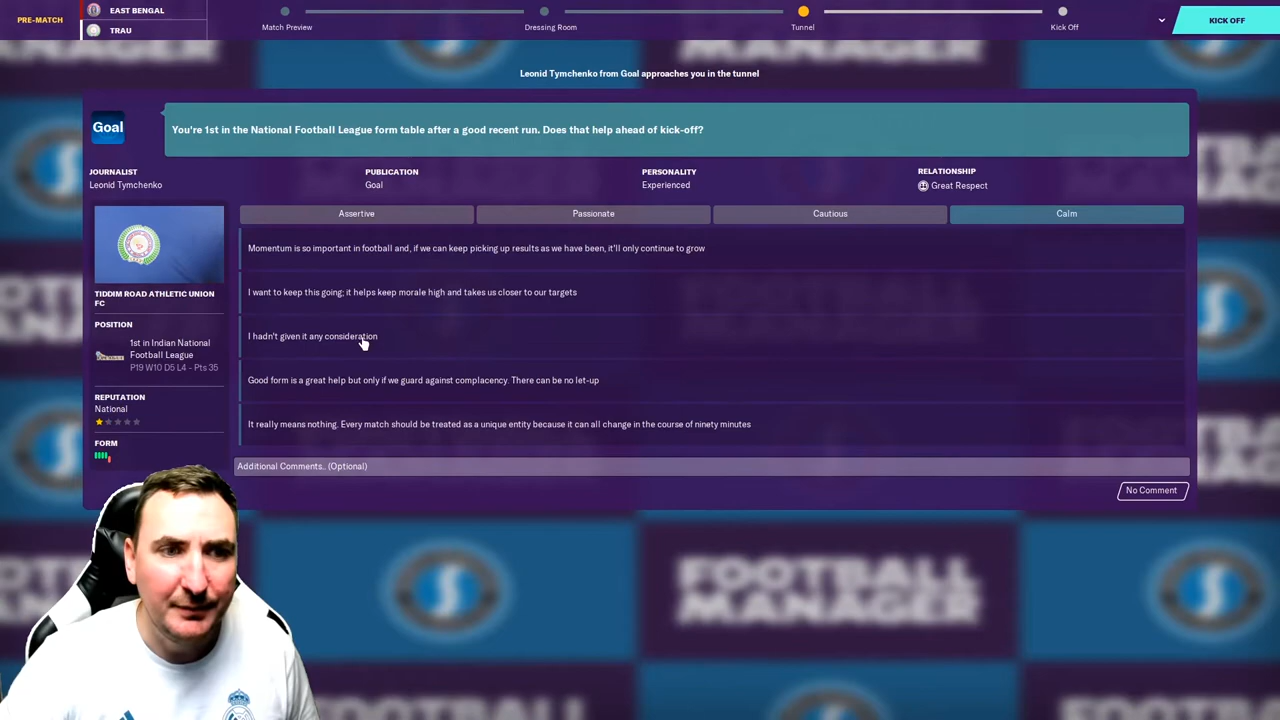 PRE-MATCH
EAST BENGAL
TRAU
Match Preview
Dressing Room
Tunnel
Kick Off
KICK OFF
Leonid Tymchenko from Goal approaches you in the tunnel
Goal
You're 1st in the National Football League form table after a good recent run. Does that help ahead of kick-off?
JOURNALIST
Leonid Tymchenko
PUBLICATION
Goal
PERSONALITY
Experienced
RELATIONSHIP
Great Respect
Assertive
Passionate
Cautious
Calm
Momentum is so important in football and, if we can keep picking up results as we have been, it'll only continue to grow
I want to keep this going; it helps keep morale high and takes us closer to our targets
I hadn't given it any consideration
Good form is a great help but only if we guard against complacency. There can be no let-up
It really means nothing. Every match should be treated as a unique entity because it can all change in the course of ninety minutes
TIDDIM ROAD ATHLETIC UNION
FC
POSITION
1st in Indian National
Football League
P19 W10 D5 L4 - Pts 35
REPUTATION
National
FORM
Additional Comments.. (Optional)
No Comment
FOOTBALL
MANAGER